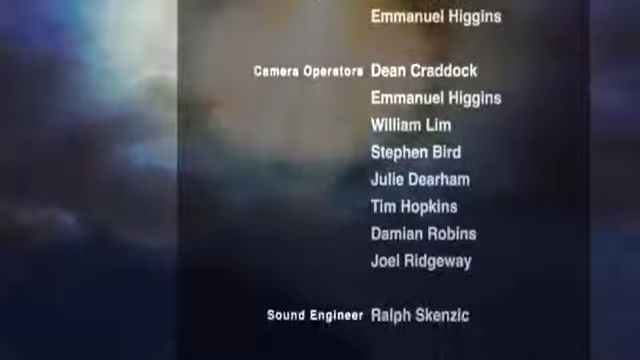 Emmanuel Higgins
Camera Operators Dean Craddock
Emmanuel Higgins
William Lim
Stephen Bird
Julie Dearham
Tim Hopkins
Damian Robins
Joel Ridgeway
Sound Engineer Ralph Skenzic